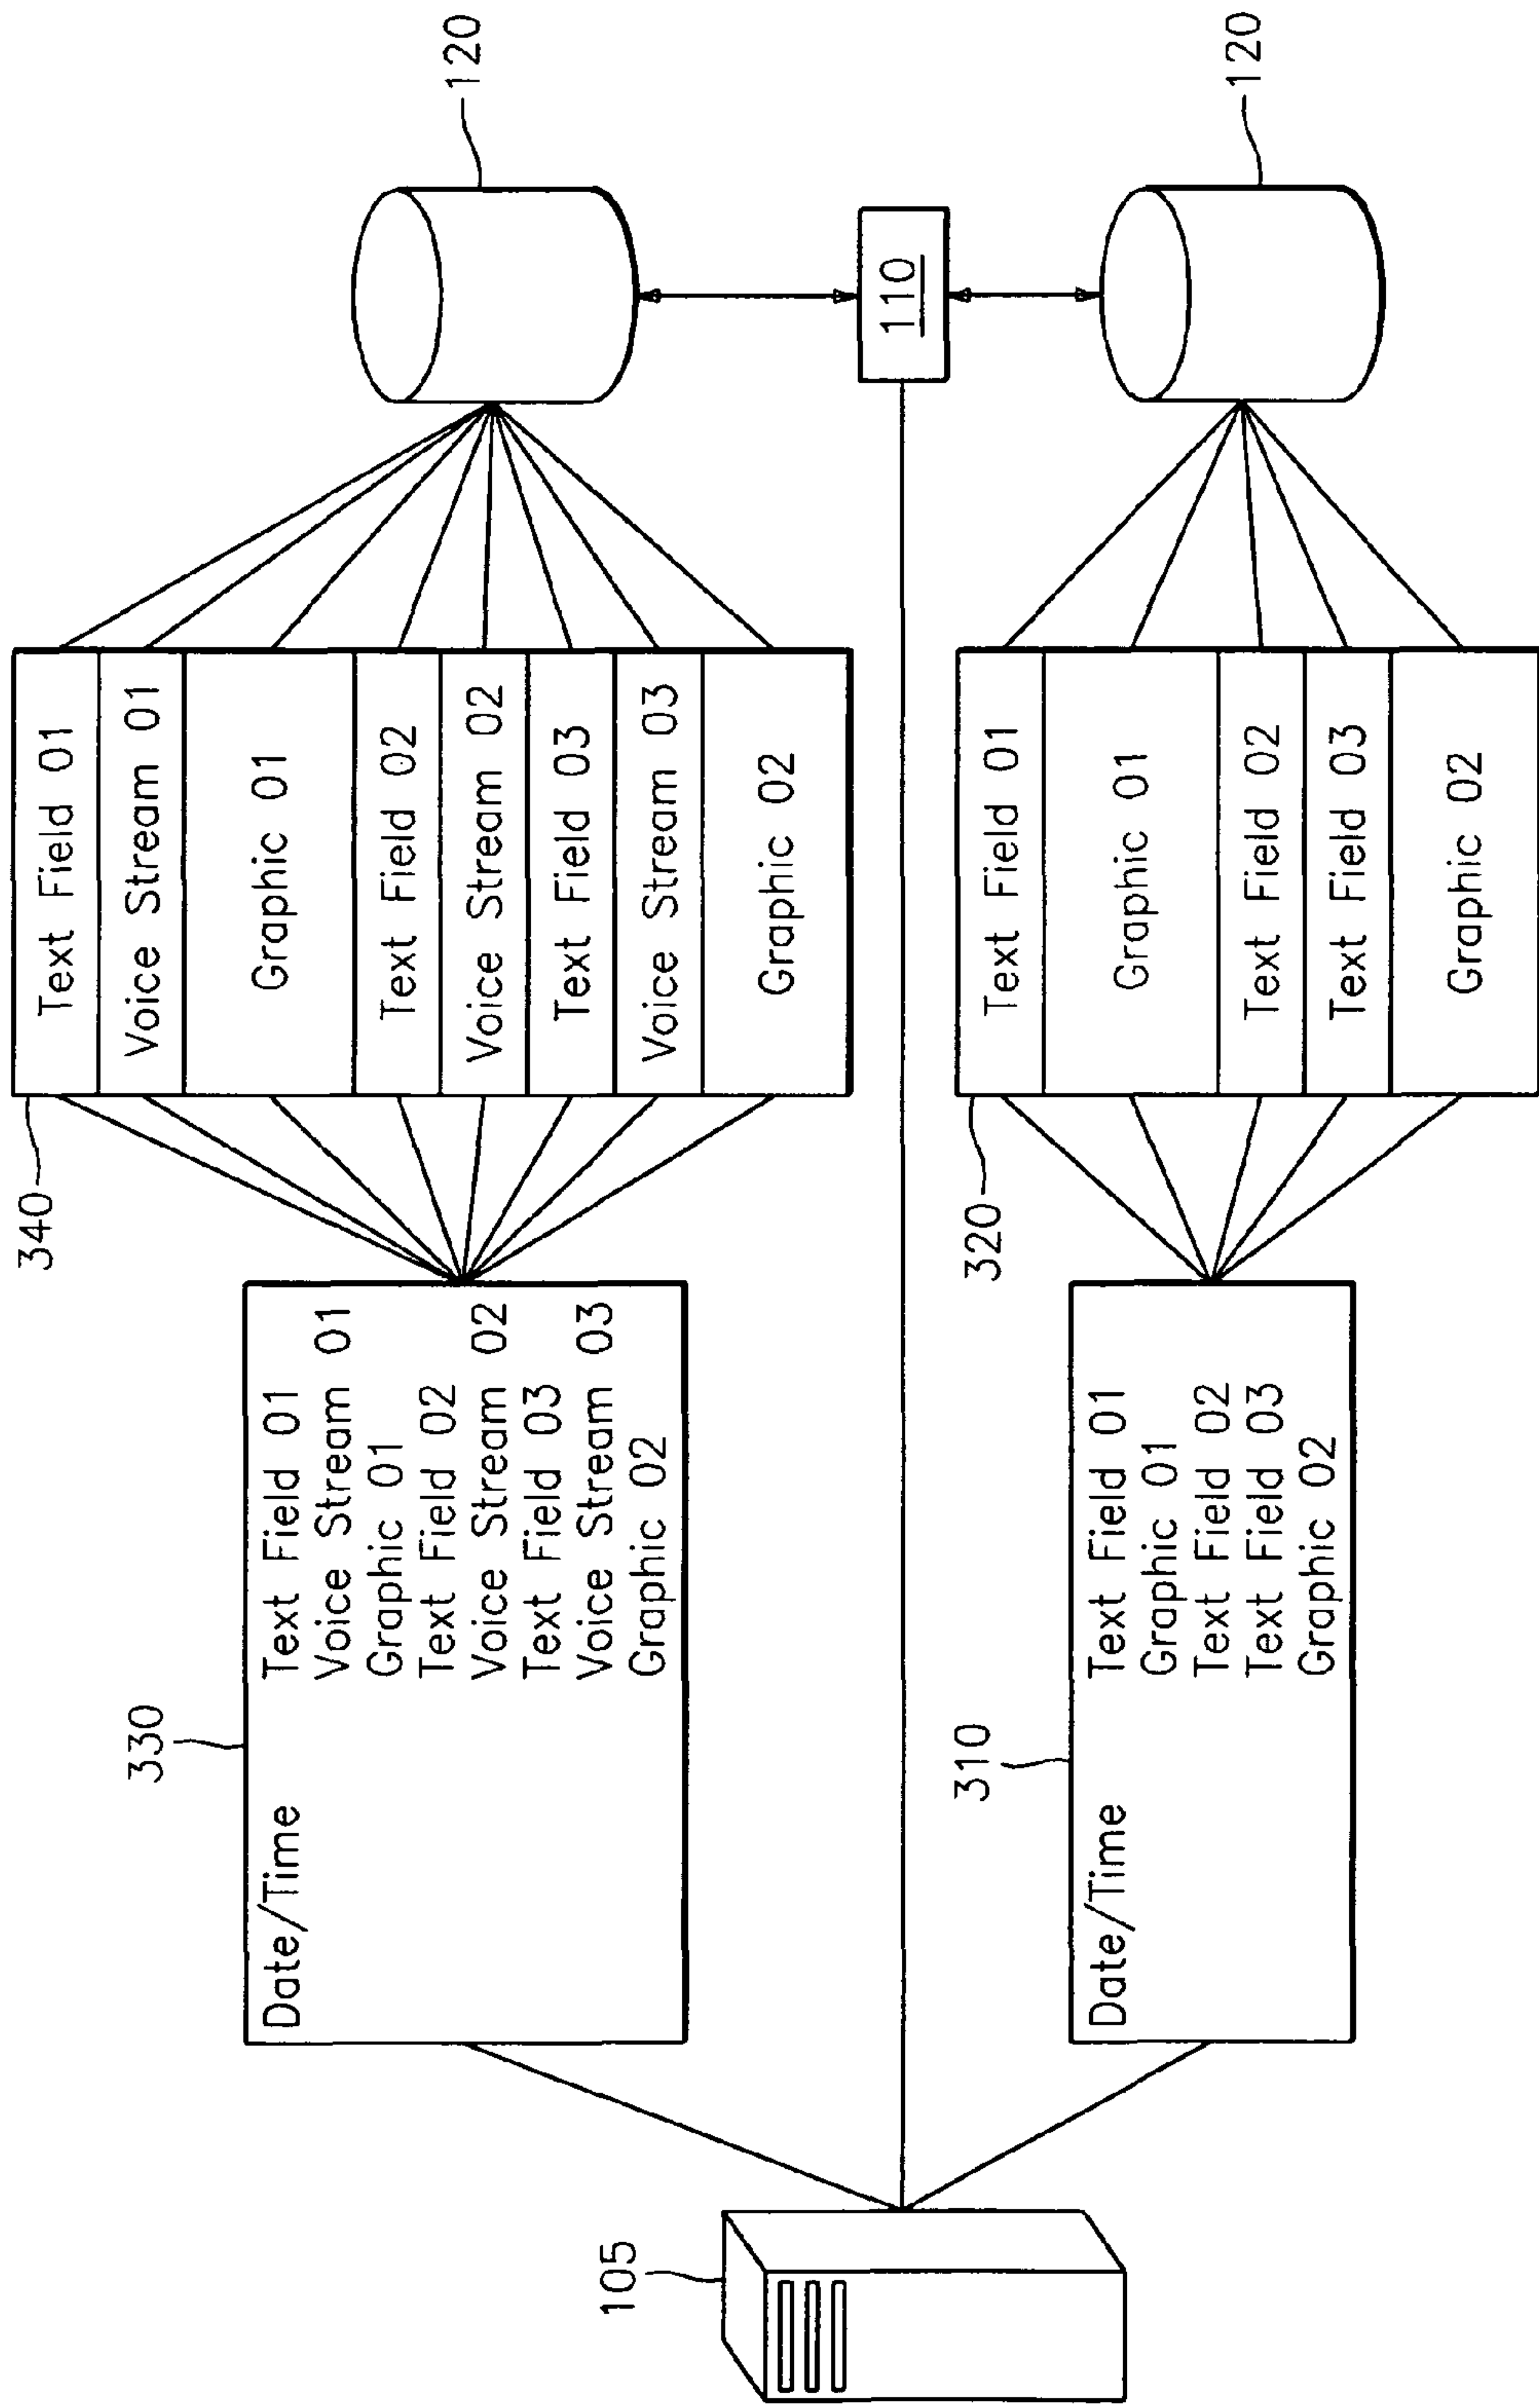 105
330
Date/Time
Text Field 01
Voice Stream 01
Graphic 01
Text Field 02
Voice Stream 02
Text Field 03
Voice Stream 03
Graphic 02
340
Text Field 01
Voice Stream 01
Graphic 01
Text Field 02
Voice Stream 02
Text Field 03
Voice Stream 03
Graphic 02
120
110
310
Date/Time
Text Field 01
Graphic 01
Text Field 02
Text Field 03
Graphic 02
320
Text Field 01
Graphic 01
Text Field 02
Text Field 03
Graphic 02
120